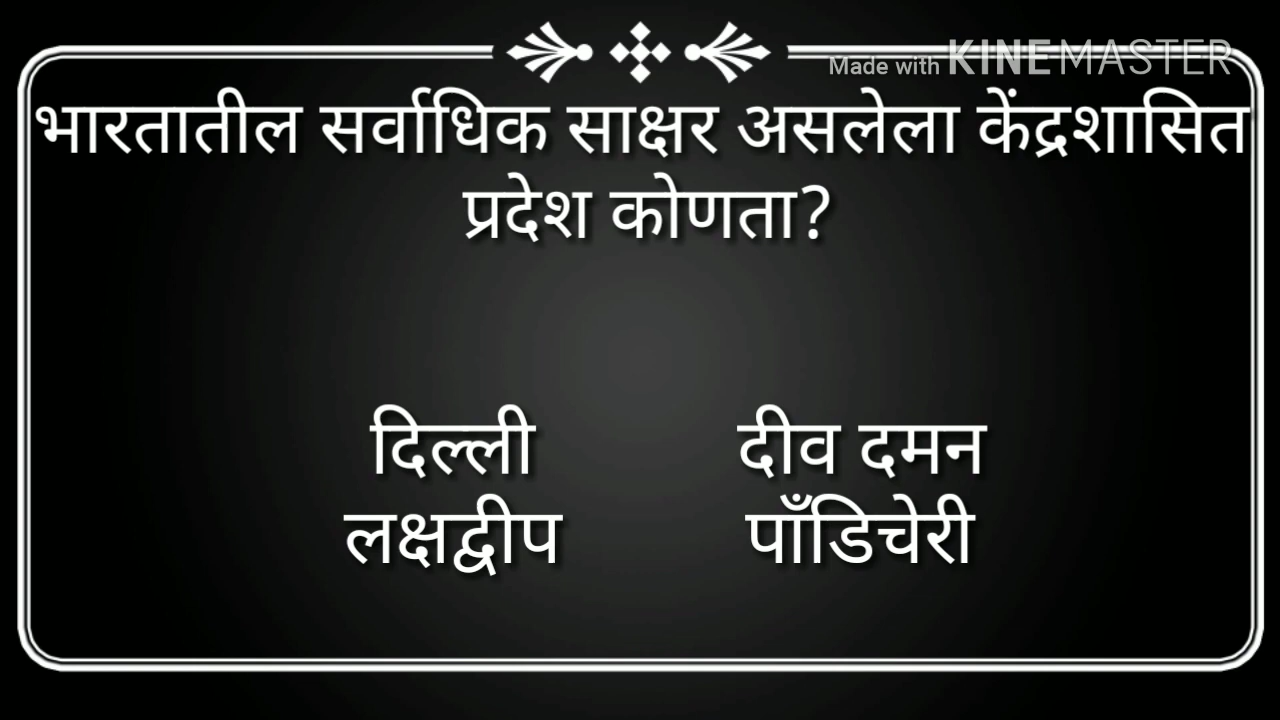 Made with KINEMASTER
भारतातील सर्वाधिक साक्षर असलेला केंद्रशासित
प्रदेश कोणता?
दिल्ली दीव दमन
लक्षद्वीप पाँडिचेरी